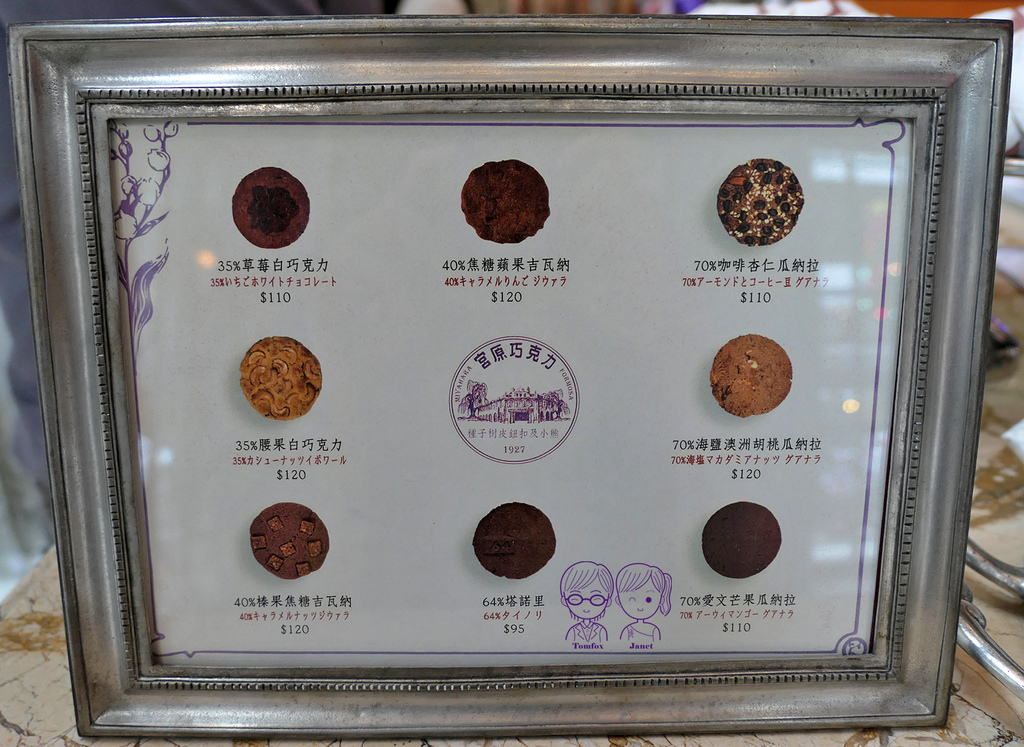 35%草莓白巧克力
35%いちごホワイトチョコレート
$110
40%焦糖蘋果吉瓦納
40%キャラメルりんご ジヴァラ
$120
70%咖啡杏仁瓜納拉
70%アーモンドとコーヒー豆 グアナラ
$110
35%腰果白巧克力
35%カシューナッツイボワール
$120
宮原巧克力
MIYAHARA FORMOSA
種子樹皮鈕扣及小熊
1927
70%海鹽澳洲胡桃瓜納拉
70%海塩マカダミアナッツ グアナラ
$120
40%榛果焦糖吉瓦納
40%キャラメルナッツジヴァラ
$120
64%塔諾里
64%タイノリ
$95
Tomfox
Janet
70%愛文芒果瓜納拉
70% アーウィマンゴー グアナラ
$110